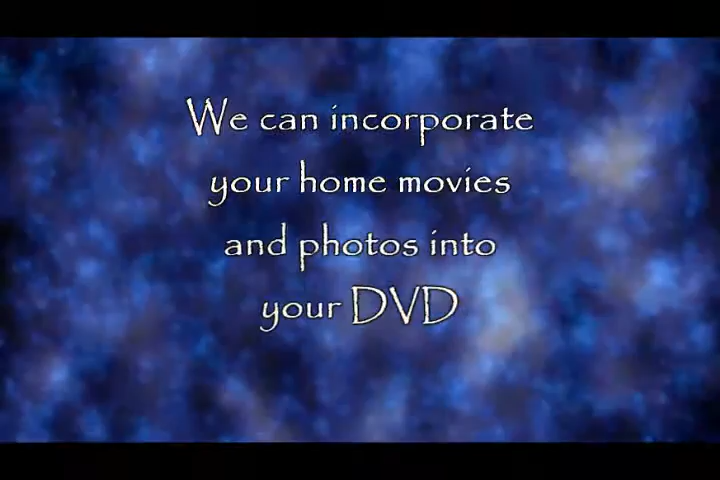 We can incorporate
your home movies
and photos into
your DVD